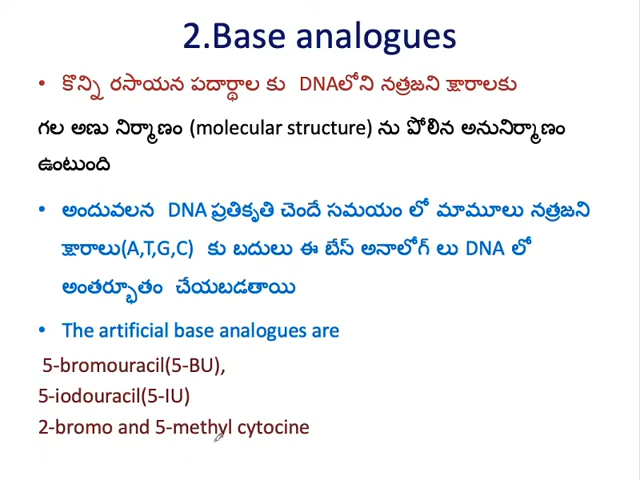 2.Base analogues
• కొన్ని రసాయన పదార్థాల కు DNAలోని నత్రజని క్షారాలకు
గల అణు నిర్మాణం (molecular structure) ను పోలిన అనునిర్మాణం
ఉంటుంది
• అందువలన DNA ప్రతికృతి చెందే సమయం లో మామూలు నత్రజని
క్షారాలు(A,T,G,C) కు బదులు ఈ బేస్ అనాలోగ్ లు DNA లో
అంతర్భూతం చేయబడతాయి
• The artificial base analogues are
5-bromouracil(5-BU),
5-iodouracil(5-IU)
2-bromo and 5-methyl cytocine